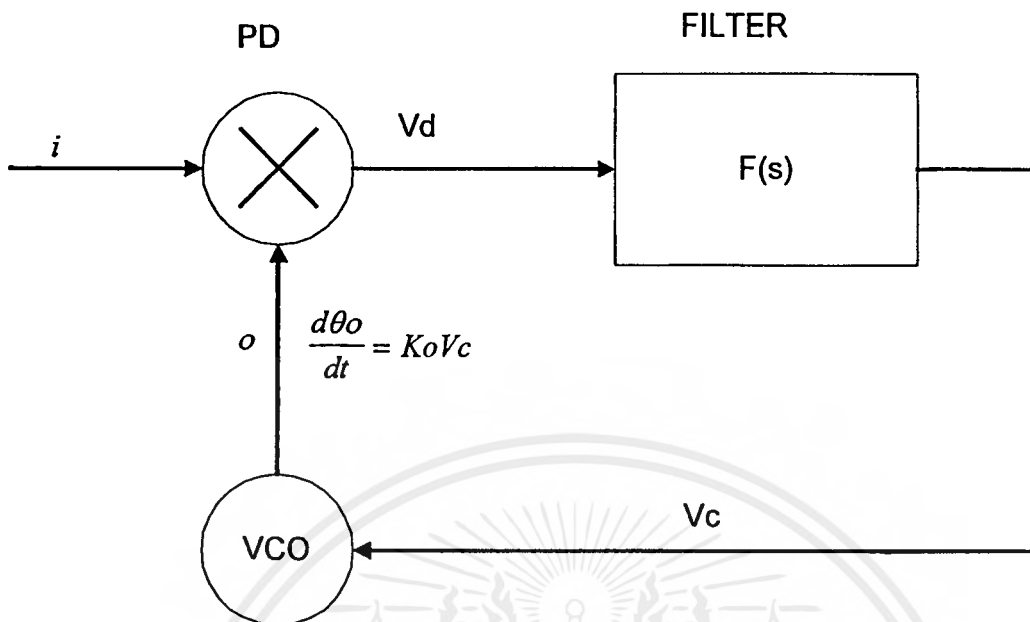 PD
FILTER
i
Vd
F(s)
o
dθo
dt
= KoVc
VCO
Vc